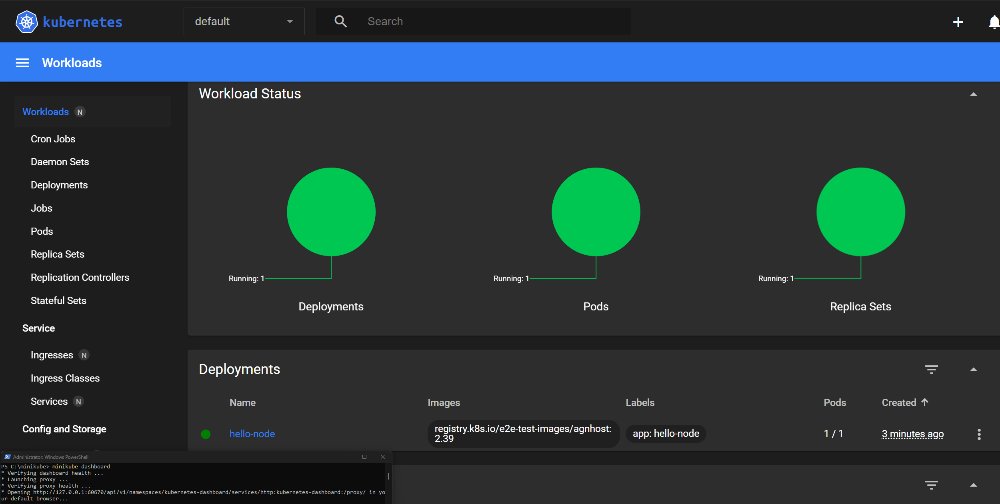 kubernetes
default
Search
Workloads
Workloads N
Cron Jobs
Daemon Sets
Deployments
Jobs
Pods
Replica Sets
Replication Controllers
Stateful Sets
Service
Ingresses N
Ingress Classes
Services N
Config and Storage
Workload Status
Running: 1
Deployments
Running: 1
Pods
Running: 1
Replica Sets
Deployments
Name Images Labels Pods Created
hello-node registry.k8s.io/e2e-test-images/agnhost: app: hello-node 1 / 1 3 minutes ago
2.39
Administrator: Windows PowerShell
PS C:\minikube> minikube dashboard
* Verifying dashboard health ...
* Launching proxy ...
* Verifying proxy health ...
* Opening http://127.0.0.1:60670/api/v1/namespaces/kubernetes-dashboard/services/http:kubernetes-dashboard:/proxy/ in yo
ur default browser...